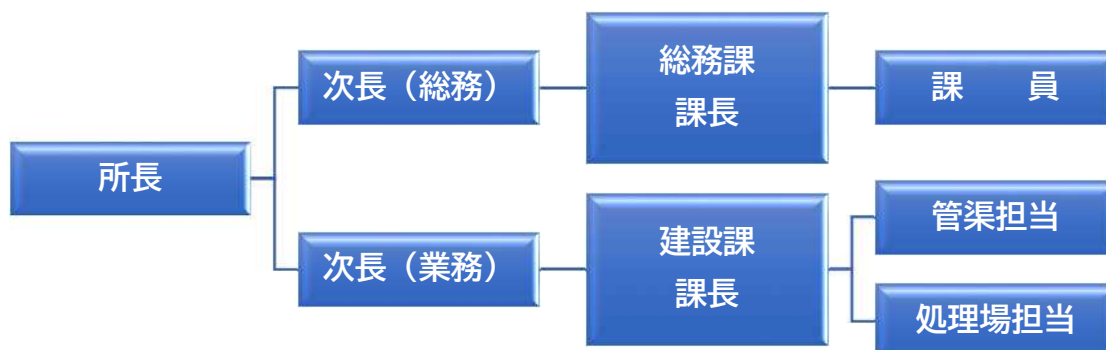 所長
次長（総務）
総務課
課長
課　　員
次長（業務）
建設課
課長
管渠担当
処理場担当